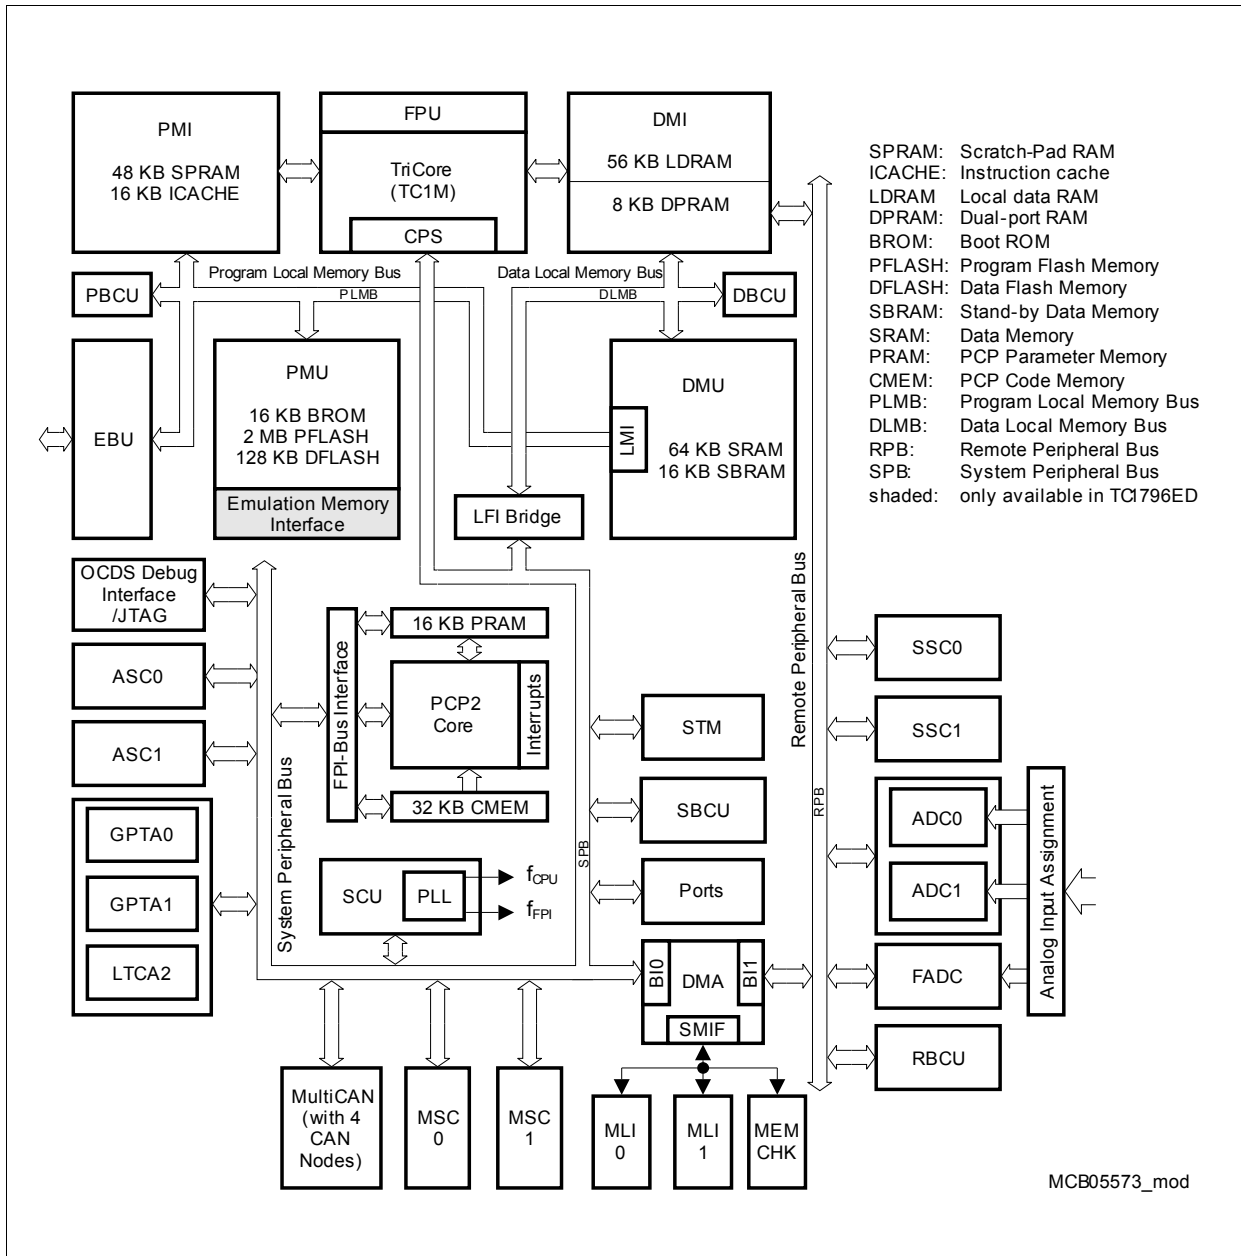 PMI
48 KB SPRAM
16 KB ICACHE
FPU
TriCore
(TC1M)
CPS
DMI
56 KB LDRAM
8 KB DPRAM
SPRAM: Scratch-Pad RAM
ICACHE: Instruction cache
LDRAM Local data RAM
DPRAM: Dual-port RAM
BROM: Boot ROM
PFLASH: Program Flash Memory
DFLASH: Data Flash Memory
SBRAM: Stand-by Data Memory
SRAM: Data Memory
PRAM: PCP Parameter Memory
CMEM: PCP Code Memory
PLMB: Program Local Memory Bus
DLMB: Data Local Memory Bus
RPB: Remote Peripheral Bus
SPB: System Peripheral Bus
shaded: only available in TC1796ED
PBCU
Program Local Memory Bus
PLMB
Data Local Memory Bus
DLMB
DBCU
EBU
PMU
16 KB BROM
2 MB PFLASH
128 KB DFLASH
Emulation Memory
Interface
DMU
LMI
64 KB SRAM
16 KB SBRAM
LFI Bridge
OCDS Debug
Interface
/JTAG
ASC0
ASC1
GPTA0
GPTA1
LTCA2
System Peripheral Bus
FPI-Bus Interface
16 KB PRAM
PCP2
Core
Interrupts
32 KB CMEM
SCU
PLL
fCPU
fFPI
SPB
STM
SBCU
Ports
BI0
DMA
BI1
SMIF
Remote Peripheral Bus
RPB
SSC0
SSC1
ADC0
ADC1
FADC
RBCU
Analog Input Assignment
MultiCAN
(with 4
CAN
Nodes)
MSC
0
MSC
1
MLI
0
MLI
1
MEM
CHK
MCB05573_mod